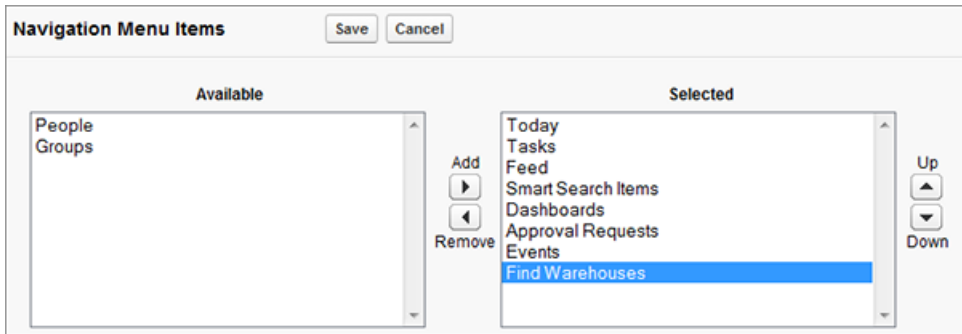 Navigation Menu Items
Save
Cancel
Available
People
Groups
Add
Remove
Selected
Today
Tasks
Feed
Smart Search Items
Dashboards
Approval Requests
Events
Find Warehouses
Up
Down